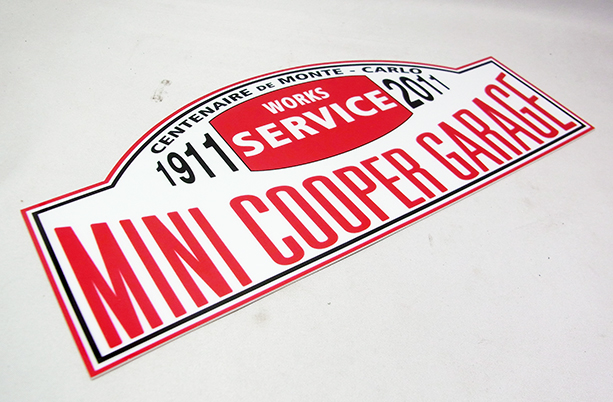 CENTENAIRE DE MONTE - CARLO
1911 WORKS SERVICE 2011
MINI COOPER GARAGE